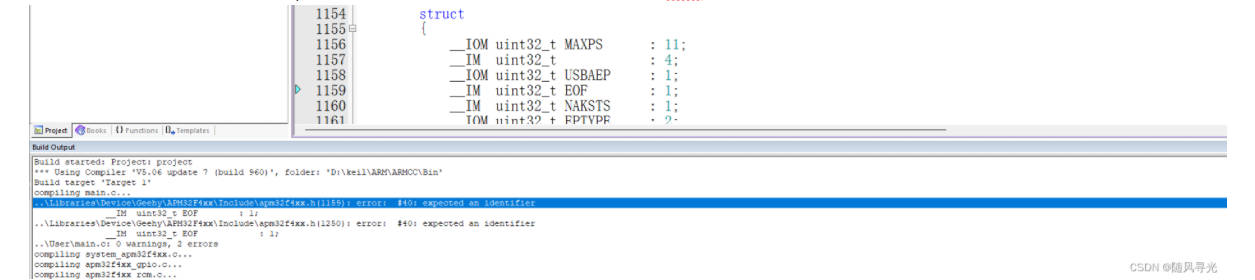 1154 struct
1155 {
1156 __IOM uint32_t MAXPS : 11;
1157 __IM uint32_t : 4;
1158 __IOM uint32_t USBAEP : 1;
1159 __IM uint32_t EOF : 1;
1160 __IM uint32_t NAKSTS : 1;
1161 __IOM uint32_t EPTYPE : 2;
Project Books {} Functions Templates
Build Output
Build started: Project: project
*** Using Compiler 'V5.06 update 7 (build 960)', folder: 'D:\keil\ARM\ARMCC\Bin'
Build target 'Target 1'
compiling main.c...
..\Libraries\Device\Geehy\APM32F4xx\Include\apm32f4xx.h(1159): error: #40: expected an identifier
__IM uint32_t EOF : 1;
..\Libraries\Device\Geehy\APM32F4xx\Include\apm32f4xx.h(1250): error: #40: expected an identifier
__IM uint32_t EOF : 1;
..\User\main.c: 0 warnings, 2 errors
compiling system_apm32f4xx.c...
compiling apm32f4xx_gpio.c...
compiling apm32f4xx_rcm.c...
CSDN @随风寻光